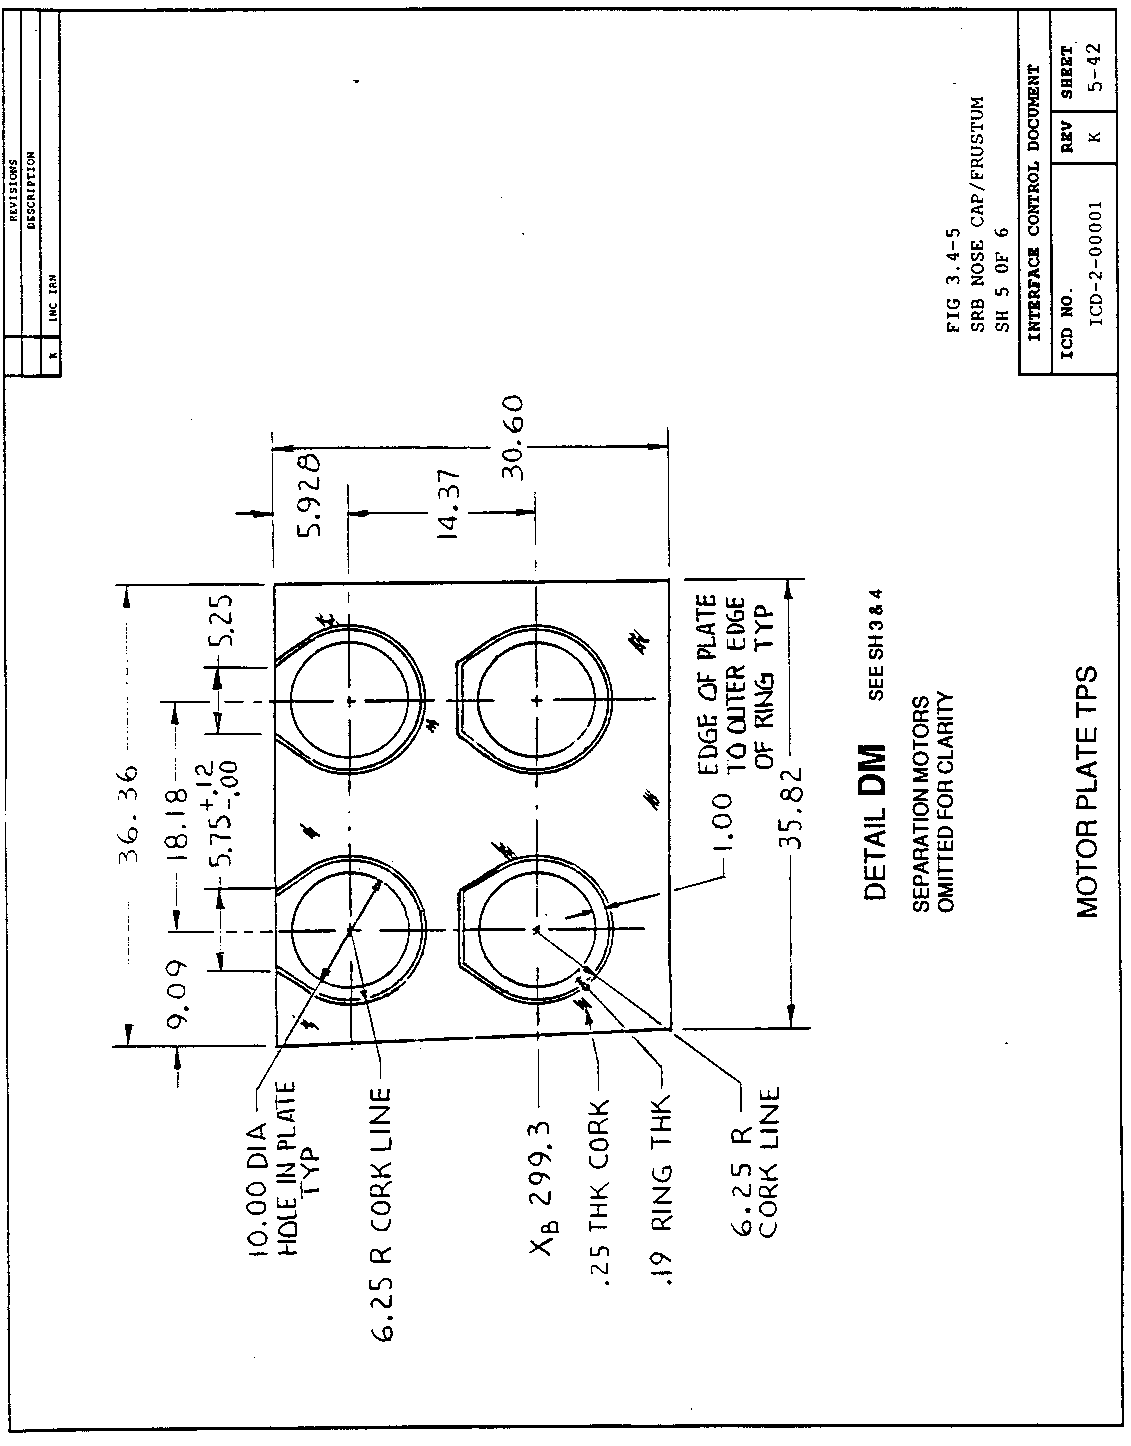 REVISIONS
DESCRIPTION
INC IRN
36.36
9.09
18.18
5.75 +.12 -.00
5.25
5.928
14.37
30.60
10.00 DIA
HOLE IN PLATE
TYP
6.25 R CORK LINE
XB 299.3
.25 THK CORK
.19 RING THK
6.25 R
CORK LINE
1.00 EDGE OF PLATE
TO OUTER EDGE
OF RING TYP
35.82
DETAIL DM SEE SH 3 & 4
SEPARATION MOTORS
OMITTED FOR CLARITY
MOTOR PLATE TPS
FIG 3.4-5
SRB NOSE CAP/FRUSTUM
SH 5 OF 6
INTERFACE CONTROL DOCUMENT
ICD NO. REV SHEET
ICD-2-00001 K 5-42